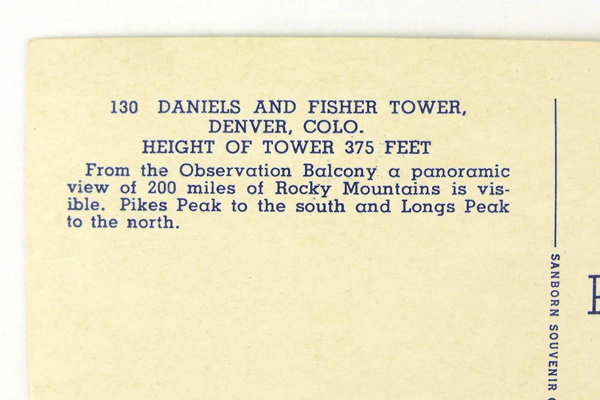 130 DANIELS AND FISHER TOWER,
DENVER, COLO.
HEIGHT OF TOWER 375 FEET
From the Observation Balcony a panoramic
view of 200 miles of Rocky Mountains is vis-
ible. Pikes Peak to the south and Longs Peak
to the north.
SANBORN SOUVENIR